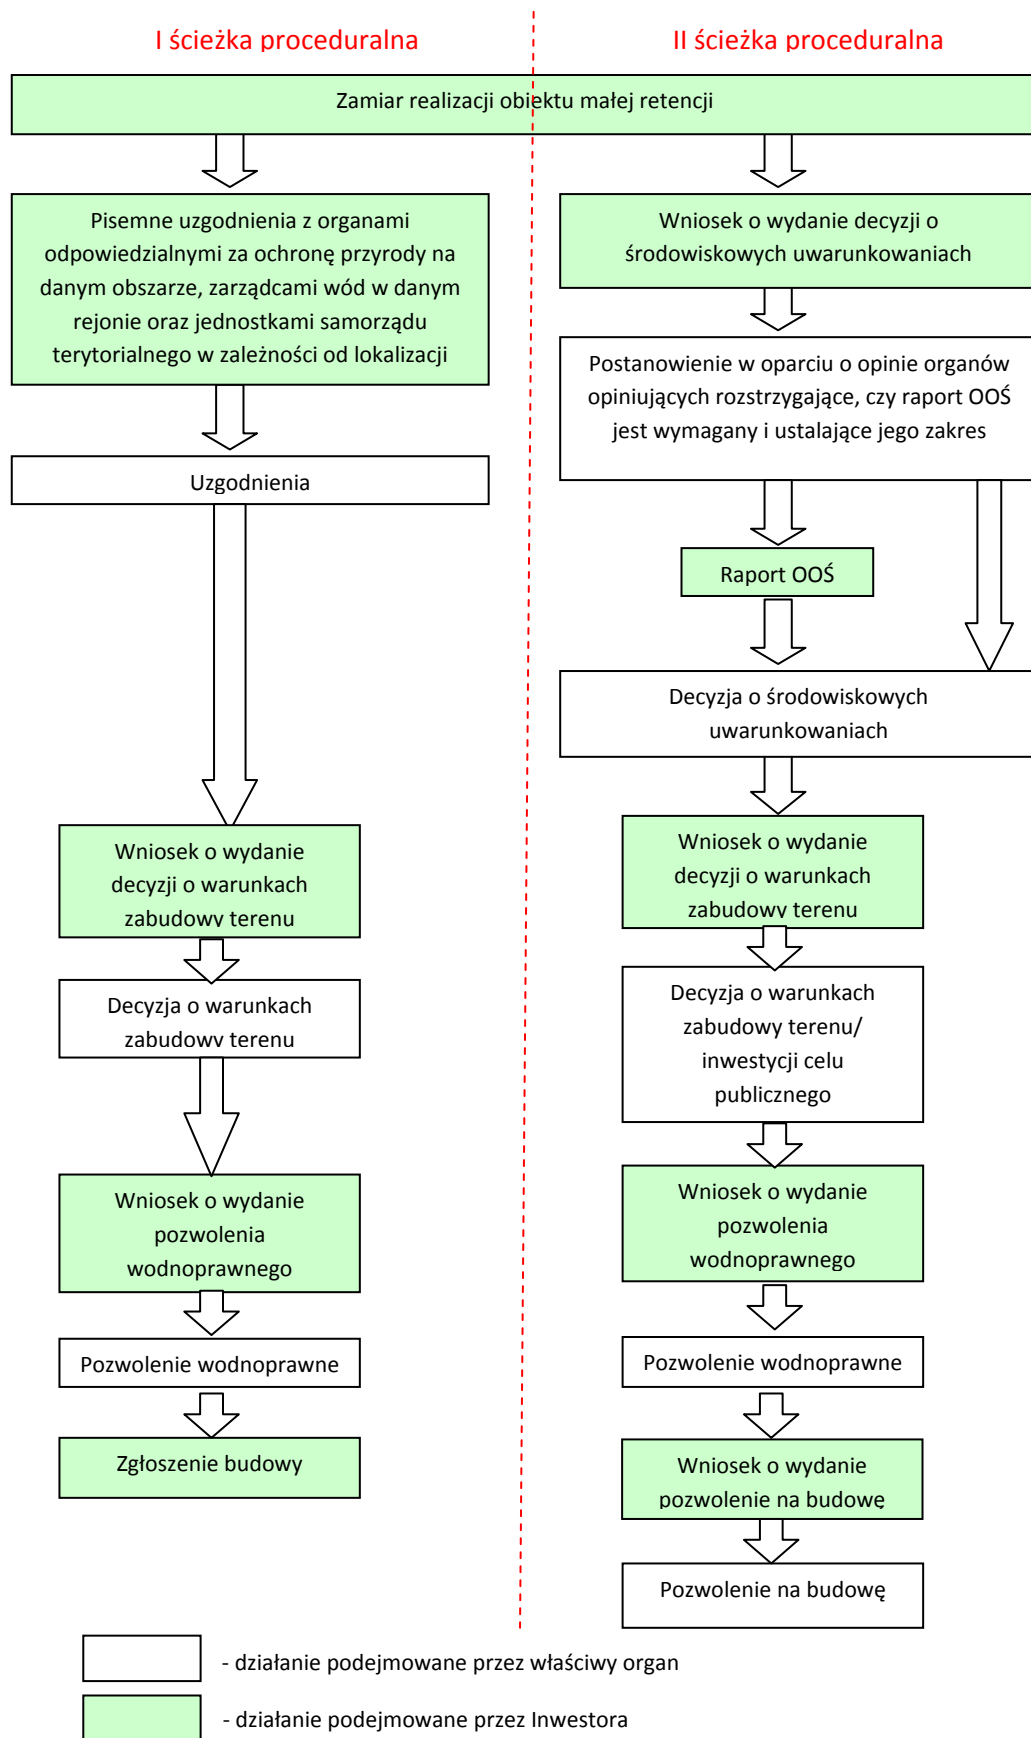 I ścieżka proceduralna
II ścieżka proceduralna
Zamiar realizacji obiektu małej retencji
Pisemne uzgodnienia z organami
odpowiedzialnymi za ochronę przyrody na
danym obszarze, zarządcami wód w danym
rejonie oraz jednostkami samorządu
terytorialnego w zależności od lokalizacji
Uzgodnienia
Wniosek o wydanie
decyzji o warunkach
zabudowy terenu
Decyzja o warunkach
zabudowy terenu
Wniosek o wydanie
pozwolenia
wodnoprawnego
Pozwolenie wodnoprawne
Zgłoszenie budowy
Wniosek o wydanie decyzji o
środowiskowych uwarunkowaniach
Postanowienie w oparciu o opinie organów
opiniujących rozstrzygające, czy raport OOŚ
jest wymagany i ustalające jego zakres
Raport OOŚ
Decyzja o środowiskowych
uwarunkowaniach
Wniosek o wydanie
decyzji o warunkach
zabudowy terenu
Decyzja o warunkach
zabudowy terenu/
inwestycji celu
publicznego
Wniosek o wydanie
pozwolenia
wodnoprawnego
Pozwolenie wodnoprawne
Wniosek o wydanie
pozwolenie na budowę
Pozwolenie na budowę
- działanie podejmowane przez właściwy organ
- działanie podejmowane przez Inwestora